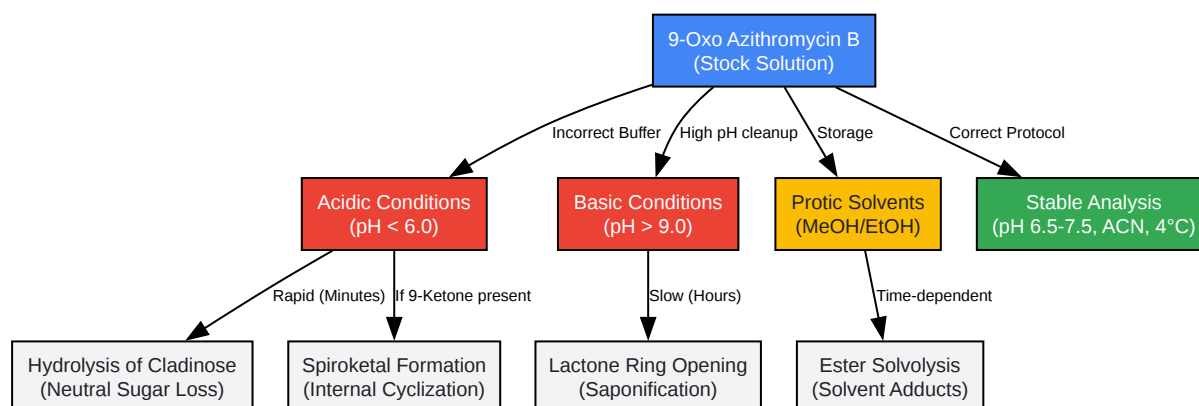 9-Oxo Azithromycin B
(Stock Solution)
Incorrect Buffer
High pH cleanup
Storage
Correct Protocol
Acidic Conditions
(pH < 6.0)
Basic Conditions
(pH > 9.0)
Protic Solvents
(MeOH/EtOH)
Stable Analysis
(pH 6.5-7.5, ACN, 4°C)
Rapid (Minutes)
If 9-Ketone present
Slow (Hours)
Time-dependent
Hydrolysis of Cladinose
(Neutral Sugar Loss)
Spiroketal Formation
(Internal Cyclization)
Lactone Ring Opening
(Saponification)
Ester Solvolysis
(Solvent Adducts)